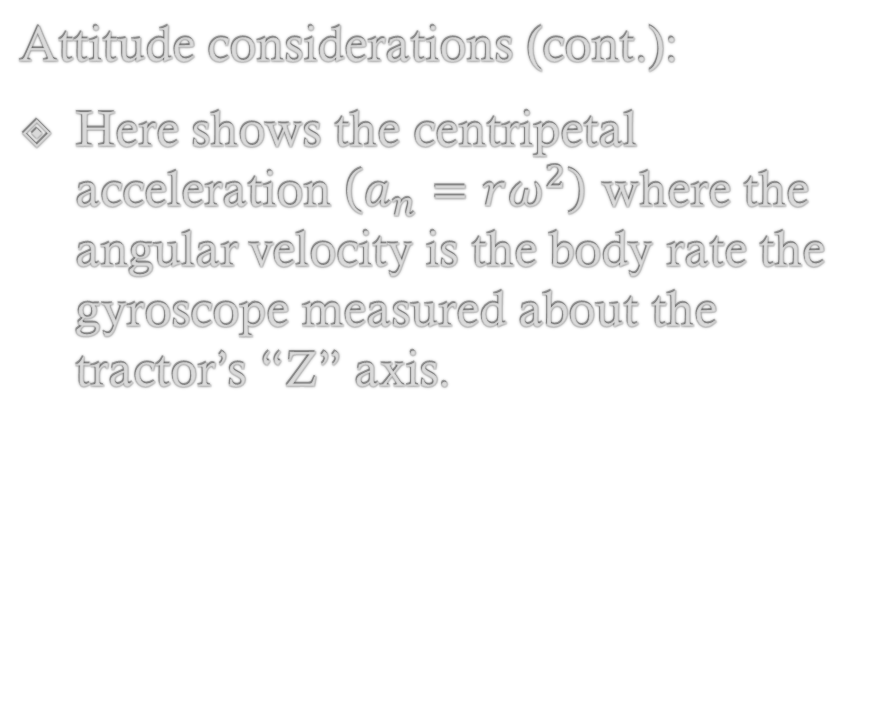 Attitude considerations (cont.):
❖ Here shows the centripetal
acceleration (aₙ = rω²) where the
angular velocity is the body rate the
gyroscope measured about the
tractor’s “Z” axis.